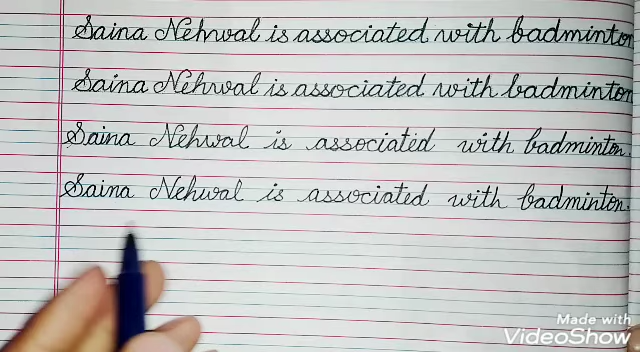 Saina Nehwal is associated with badminton
Saina Nehwal is associated with badminton
Saina Nehwal is associated with badminton.
Saina Nehwal is associated with badminton.
Made with
VideoShow